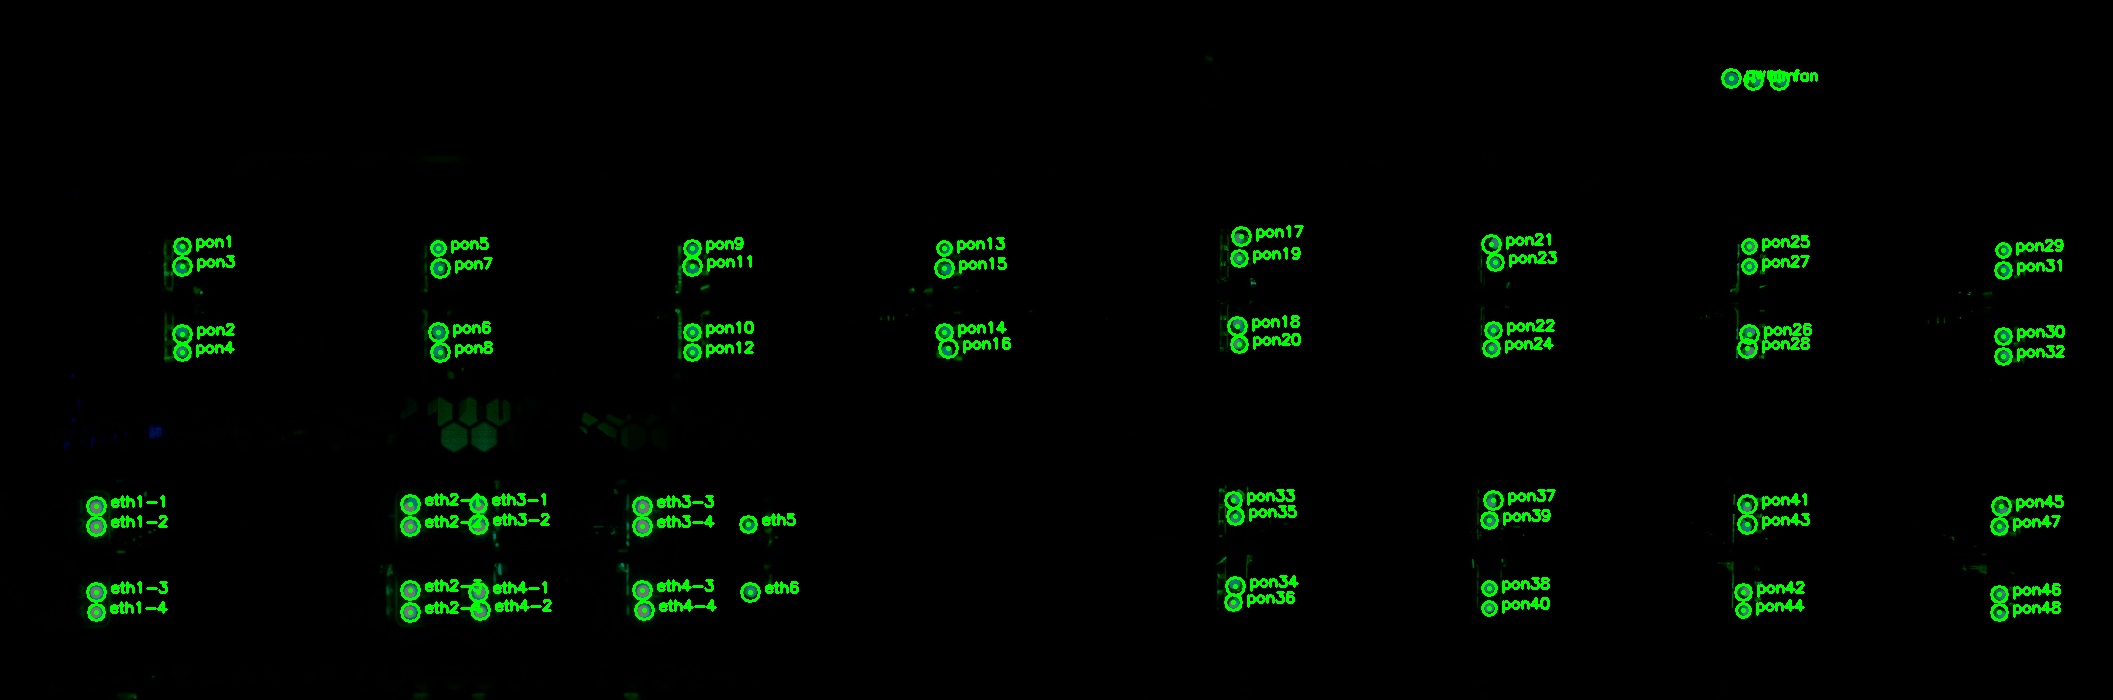 fan
pon1 pon5 pon9 pon13 pon17 pon21 pon25 pon29
pon3 pon7 pon11 pon15 pon19 pon23 pon27 pon31
pon2 pon6 pon10 pon14 pon18 pon22 pon26 pon30
pon4 pon8 pon12 pon16 pon20 pon24 pon28 pon32
eth1-1 eth3-1 eth3-3 pon33 pon37 pon41 pon45
eth1-2 eth3-2 eth3-4 eth5 pon35 pon39 pon43 pon47
eth1-3 eth4-1 eth4-3 eth6 pon34 pon38 pon42 pon46
eth1-4 eth4-2 eth4-4 pon36 pon40 pon44 pon48